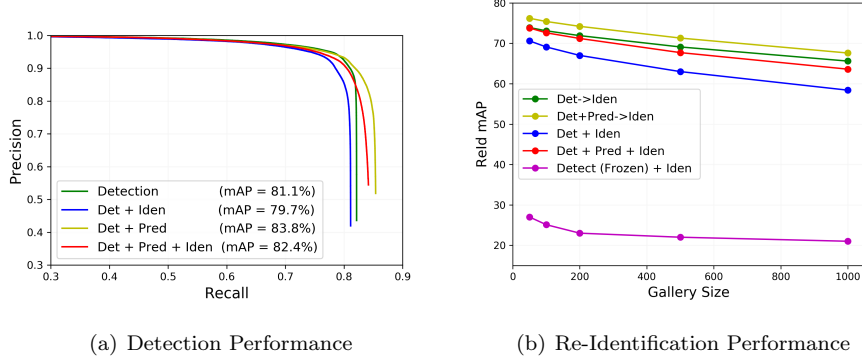 1.0
0.9
0.8
0.7
0.6
0.5
0.4
0.3
Precision
Detection (mAP = 81.1%)
Det + Iden (mAP = 79.7%)
Det + Pred (mAP = 83.8%)
Det + Pred + Iden (mAP = 82.4%)
0.3 0.4 0.5 0.6 0.7 0.8 0.9
Recall
(a) Detection Performance
80
70
60
50
40
30
20
ReId mAP
Det->Iden
Det+Pred->Iden
Det + Iden
Det + Pred + Iden
Detect (Frozen) + Iden
0 200 400 600 800 1000
Gallery Size
(b) Re-Identification Performance